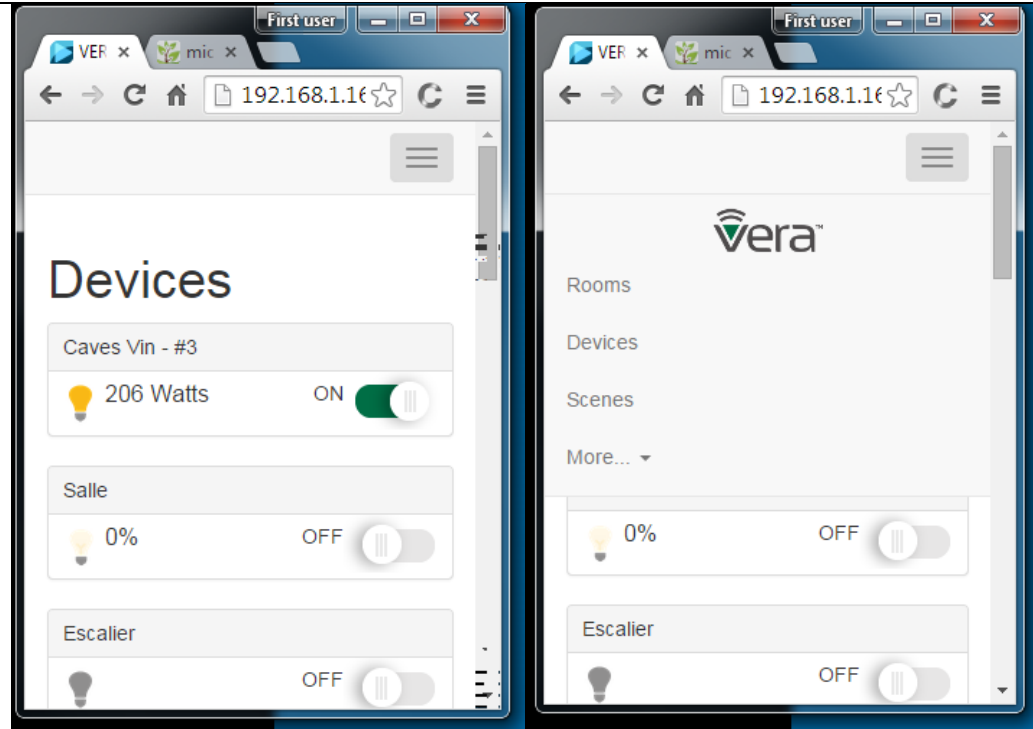 First user
VER
mic
192.168.1.16
Devices
Caves Vin - #3
206 Watts
ON
Salle
0%
OFF
Escalier
OFF
First user
VER
mic
192.168.1.16
vera™
Rooms
Devices
Scenes
More...
0%
OFF
Escalier
OFF